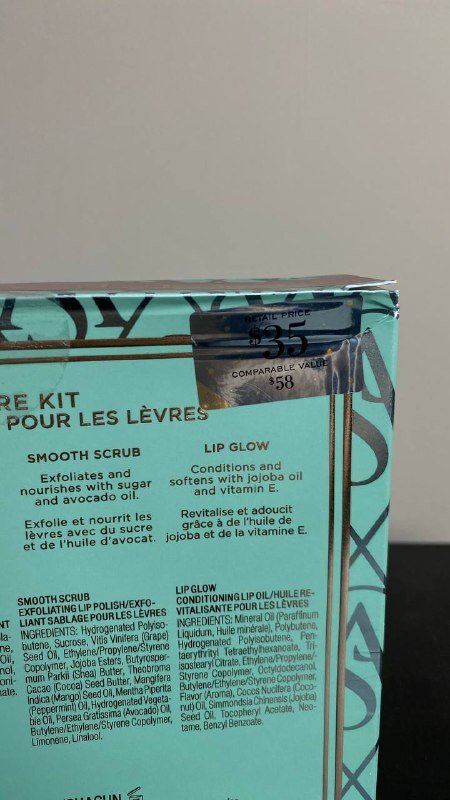 RETAIL PRICE
$35
COMPARABLE VALUE
$58
RE KIT
POUR LES LÈVRES
SMOOTH SCRUB
Exfoliates and
nourishes with sugar
and avocado oil.
Exfolie et nourrit les
lèvres avec du sucre
et de l'huile d'avocat.
LIP GLOW
Conditions and
softens with jojoba oil
and vitamin E.
Revitalise et adoucit
grâce à de l'huile de
jojoba et de la vitamine E.
SMOOTH SCRUB
EXFOLIATING LIP POLISH/EXFO-
LIANT SABLAGE POUR LES LÈVRES
INGREDIENTS: Hydrogenated Polyiso-
butene, Sucrose, Vitis Vinifera (Grape)
Seed Oil, Ethylene/Propylene/Styrene
Copolymer, Jojoba Esters, Butyrosper-
mum Parkii (Shea) Butter, Theobroma
Cacao (Cocoa) Seed Butter, Mangifera
Indica (Mango) Seed Oil, Mentha Piperita
(Peppermint) Oil, Hydrogenated Vegeta-
ble Oil, Persea Gratissima (Avocado) Oil,
Butylene/Ethylene/Styrene Copolymer,
Limonene, Linalool.
LIP GLOW
CONDITIONING LIP OIL/HUILE RE-
VITALISANTE POUR LES LÈVRES
INGREDIENTS: Mineral Oil (Paraffinum
Liquidum, Huile minérale), Polybutene,
Hydrogenated Polyisobutene, Pen-
taerythrityl Tetraethylhexanoate, Tri-
isostearyl Citrate, Ethylene/Propylene/-
Styrene Copolymer, Octyldodecanol,
Butylene/Ethylene/Styrene Copolymer,
Flavor (Aroma), Cocos Nucifera (Coco-
nut) Oil, Simmondsia Chinensis (Jojoba)
Seed Oil, Tocopheryl Acetate, Neo-
tame, Benzyl Benzoate.